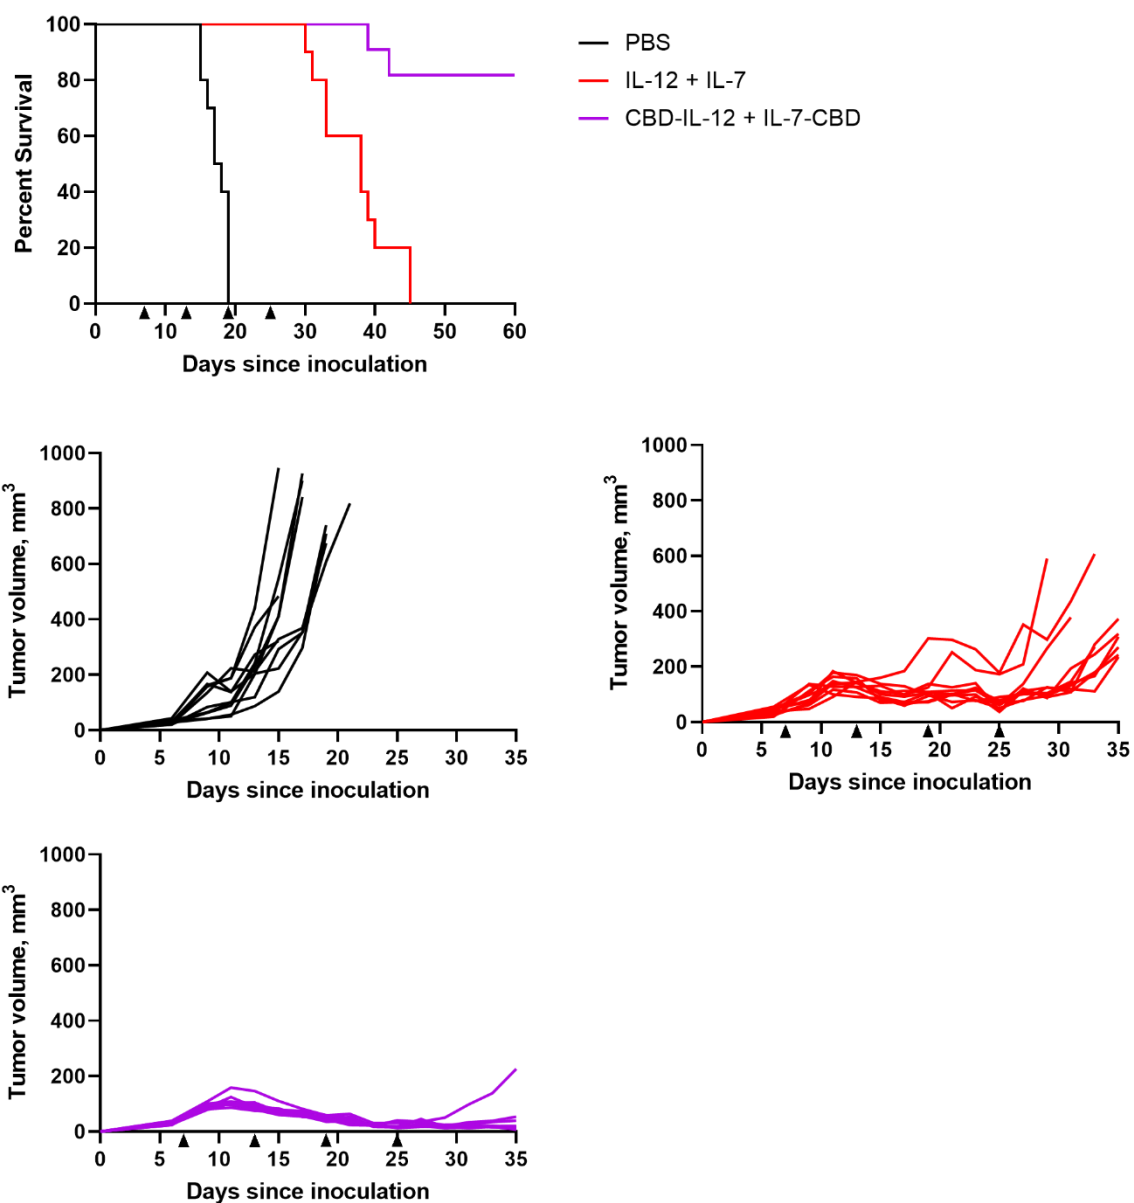 100
80
60
40
20
0
Percent Survival
0 10 20 30 40 50 60
Days since inoculation
PBS
IL-12 + IL-7
CBD-IL-12 + IL-7-CBD
1000
800
600
400
200
0
Tumor volume, mm³
0 5 10 15 20 25 30 35
Days since inoculation
1000
800
600
400
200
0
Tumor volume, mm³
0 5 10 15 20 25 30 35
Days since inoculation
1000
800
600
400
200
0
Tumor volume, mm³
0 5 10 15 20 25 30 35
Days since inoculation